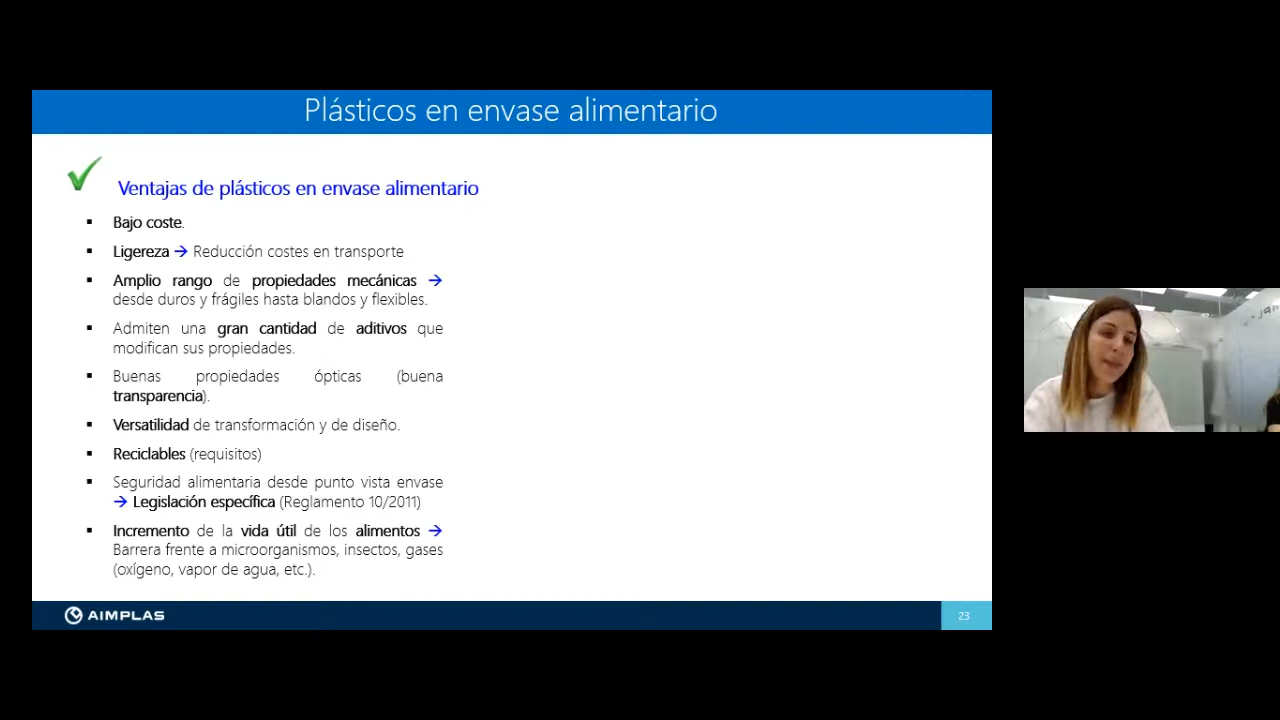 Plásticos en envase alimentario
Ventajas de plásticos en envase alimentario
▪ Bajo coste.
▪ Ligereza → Reducción costes en transporte
▪ Amplio rango de propiedades mecánicas →
desde duros y frágiles hasta blandos y flexibles.
▪ Admiten una gran cantidad de aditivos que
modifican sus propiedades.
▪ Buenas propiedades ópticas (buena
transparencia).
▪ Versatilidad de transformación y de diseño.
▪ Reciclables (requisitos)
▪ Seguridad alimentaria desde punto vista envase
→ Legislación específica (Reglamento 10/2011)
▪ Incremento de la vida útil de los alimentos →
Barrera frente a microorganismos, insectos, gases
(oxígeno, vapor de agua, etc.).
AIMPLAS
23